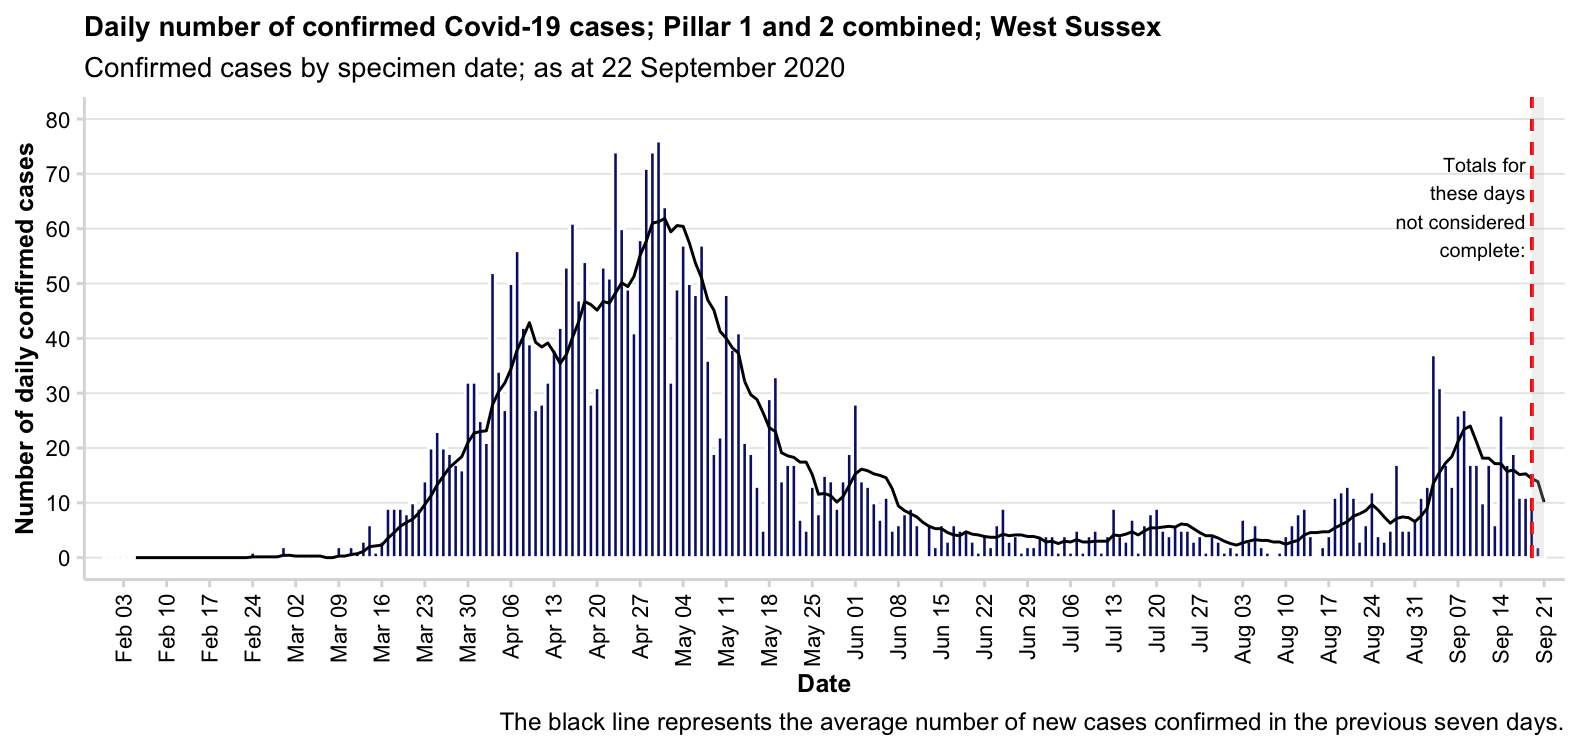 Daily number of confirmed Covid-19 cases; Pillar 1 and 2 combined; West Sussex
Confirmed cases by specimen date; as at 22 September 2020
Number of daily confirmed cases
80
70
60
50
40
30
20
10
0
Totals for
these days
not considered
complete:
Feb 03
Feb 10
Feb 17
Feb 24
Mar 02
Mar 09
Mar 16
Mar 23
Mar 30
Apr 06
Apr 13
Apr 20
Apr 27
May 04
May 11
May 18
May 25
Jun 01
Jun 08
Jun 15
Jun 22
Jun 29
Jul 06
Jul 13
Jul 20
Jul 27
Aug 03
Aug 10
Aug 17
Aug 24
Aug 31
Sep 07
Sep 14
Sep 21
Date
The black line represents the average number of new cases confirmed in the previous seven days.